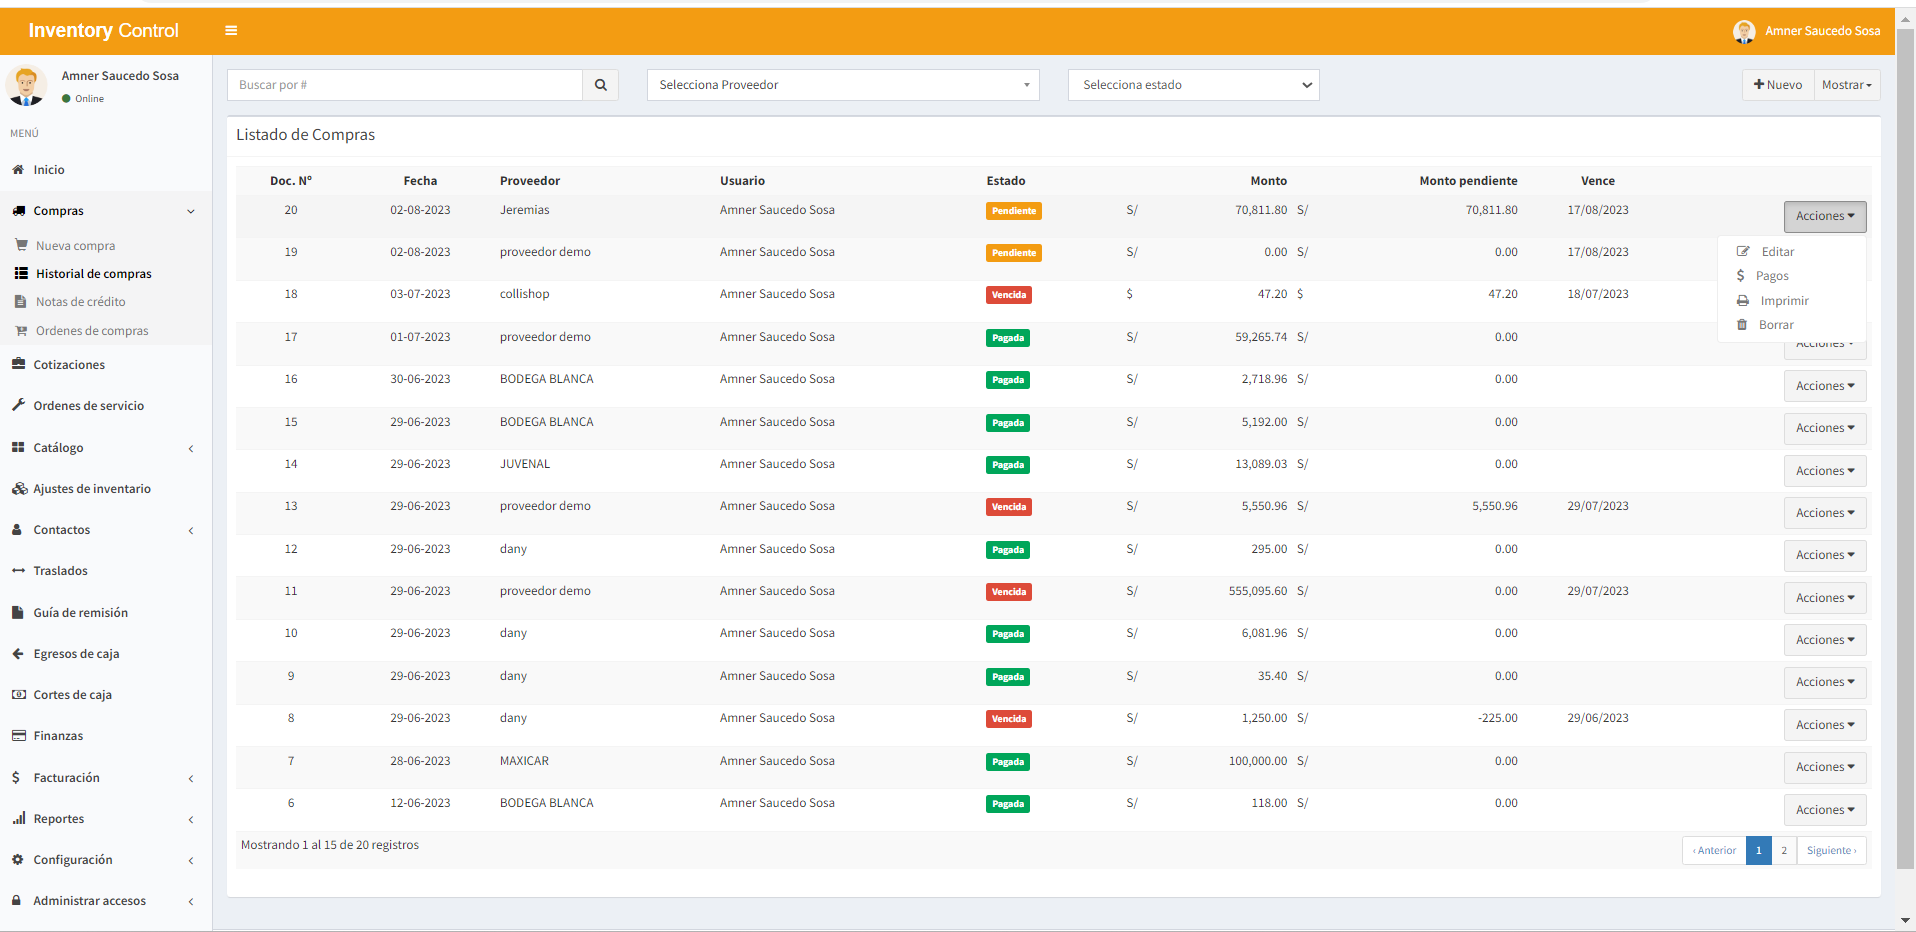 Inventory Control
Amner Saucedo Sosa
Amner Saucedo Sosa
Online
MENÚ
Inicio
Compras
Nueva compra
Historial de compras
Notas de crédito
Ordenes de compras
Cotizaciones
Ordenes de servicio
Catálogo
Ajustes de inventario
Contactos
Traslados
Guía de remisión
Egresos de caja
Cortes de caja
Finanzas
Facturación
Reportes
Configuración
Administrar accesos
Buscar por # Selecciona Proveedor Selecciona estado Nuevo Mostrar
Listado de Compras
Doc. Nº Fecha Proveedor Usuario Estado Monto Monto pendiente Vence
20 02-08-2023 Jeremias Amner Saucedo Sosa Pendiente S/ 70,811.80 S/ 70,811.80 17/08/2023 Acciones
19 02-08-2023 proveedor demo Amner Saucedo Sosa Pendiente S/ 0.00 S/ 0.00 17/08/2023
18 03-07-2023 collishop Amner Saucedo Sosa Vencida $ 47.20 $ 47.20 18/07/2023
Editar
Pagos
Imprimir
Borrar
17 01-07-2023 proveedor demo Amner Saucedo Sosa Pagada S/ 59,265.74 S/ 0.00 Acciones
16 30-06-2023 BODEGA BLANCA Amner Saucedo Sosa Pagada S/ 2,718.96 S/ 0.00 Acciones
15 29-06-2023 BODEGA BLANCA Amner Saucedo Sosa Pagada S/ 5,192.00 S/ 0.00 Acciones
14 29-06-2023 JUVENAL Amner Saucedo Sosa Pagada S/ 13,089.03 S/ 0.00 Acciones
13 29-06-2023 proveedor demo Amner Saucedo Sosa Vencida S/ 5,550.96 S/ 5,550.96 29/07/2023 Acciones
12 29-06-2023 dany Amner Saucedo Sosa Pagada S/ 295.00 S/ 0.00 Acciones
11 29-06-2023 proveedor demo Amner Saucedo Sosa Vencida S/ 555,095.60 S/ 0.00 29/07/2023 Acciones
10 29-06-2023 dany Amner Saucedo Sosa Pagada S/ 6,081.96 S/ 0.00 Acciones
9 29-06-2023 dany Amner Saucedo Sosa Pagada S/ 35.40 S/ 0.00 Acciones
8 29-06-2023 dany Amner Saucedo Sosa Vencida S/ 1,250.00 S/ -225.00 29/06/2023 Acciones
7 28-06-2023 MAXICAR Amner Saucedo Sosa Pagada S/ 100,000.00 S/ 0.00 Acciones
6 12-06-2023 BODEGA BLANCA Amner Saucedo Sosa Pagada S/ 118.00 S/ 0.00 Acciones
Mostrando 1 al 15 de 20 registros
‹ Anterior 1 2 Siguiente ›